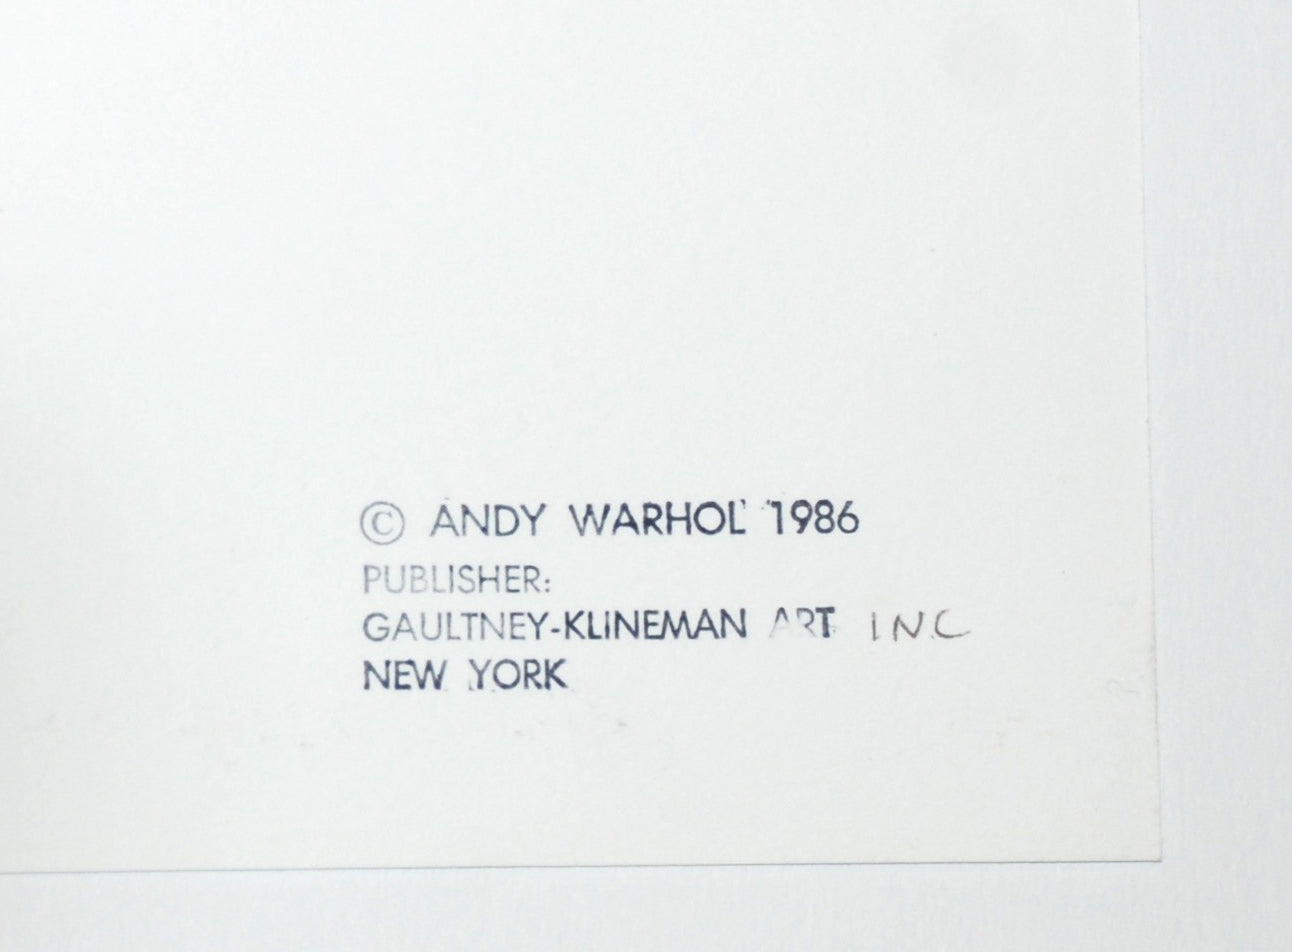 © ANDY WARHOL 1986
PUBLISHER:
GAULTNEY-KLINEMAN ART INC
NEW YORK